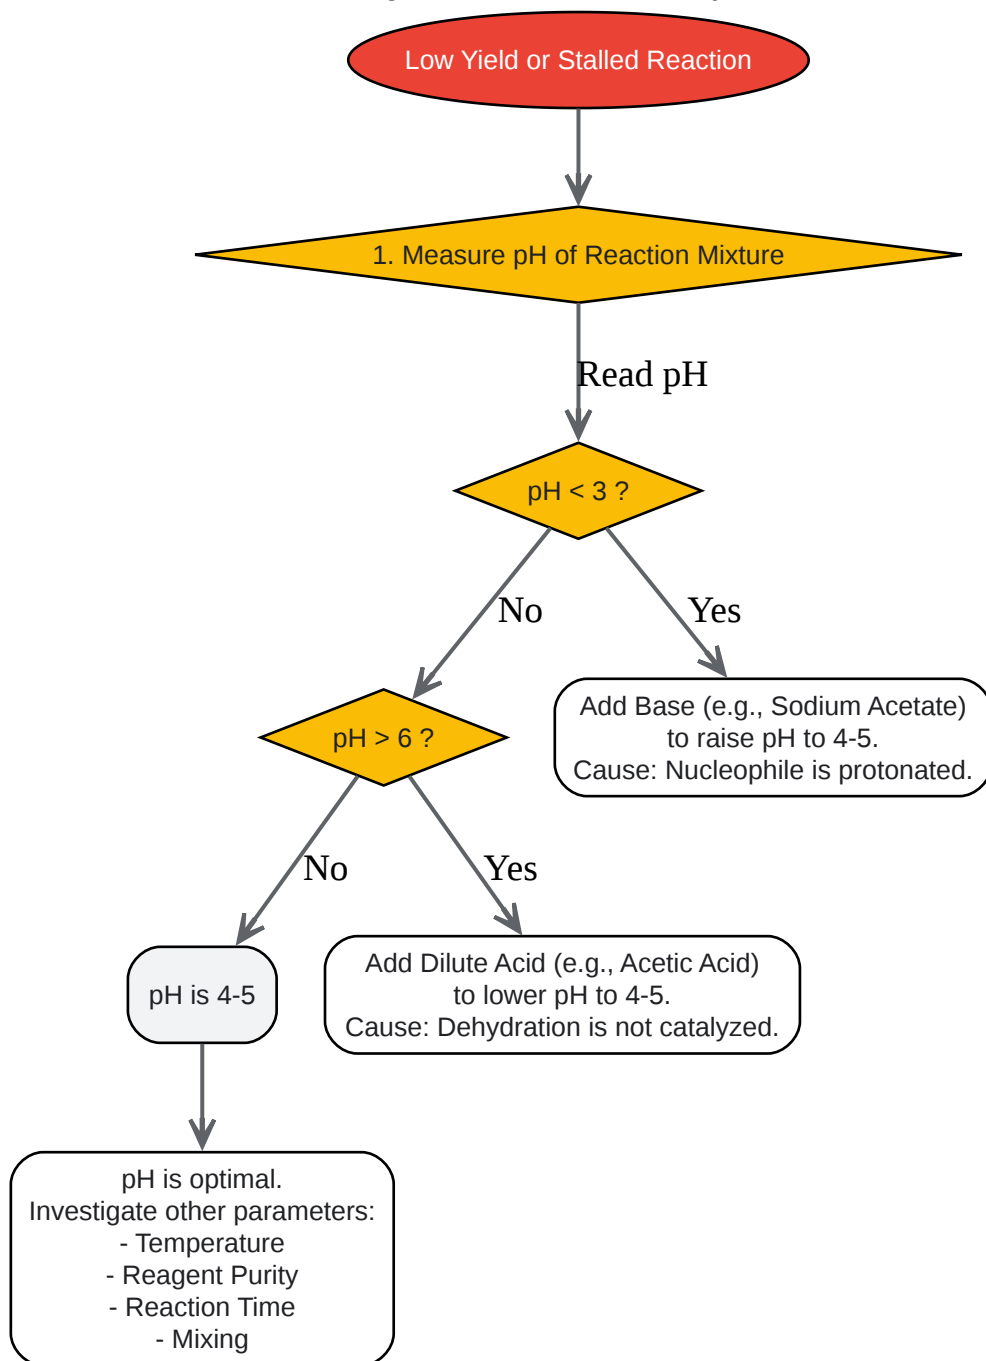 Low Yield or Stalled Reaction
1. Measure pH of Reaction Mixture
Read pH
pH < 3 ?
No
Yes
pH > 6 ?
Add Base (e.g., Sodium Acetate)
to raise pH to 4-5.
Cause: Nucleophile is protonated.
No
Yes
pH is 4-5
Add Dilute Acid (e.g., Acetic Acid)
to lower pH to 4-5.
Cause: Dehydration is not catalyzed.
pH is optimal.
Investigate other parameters:
- Temperature
- Reagent Purity
- Reaction Time
- Mixing